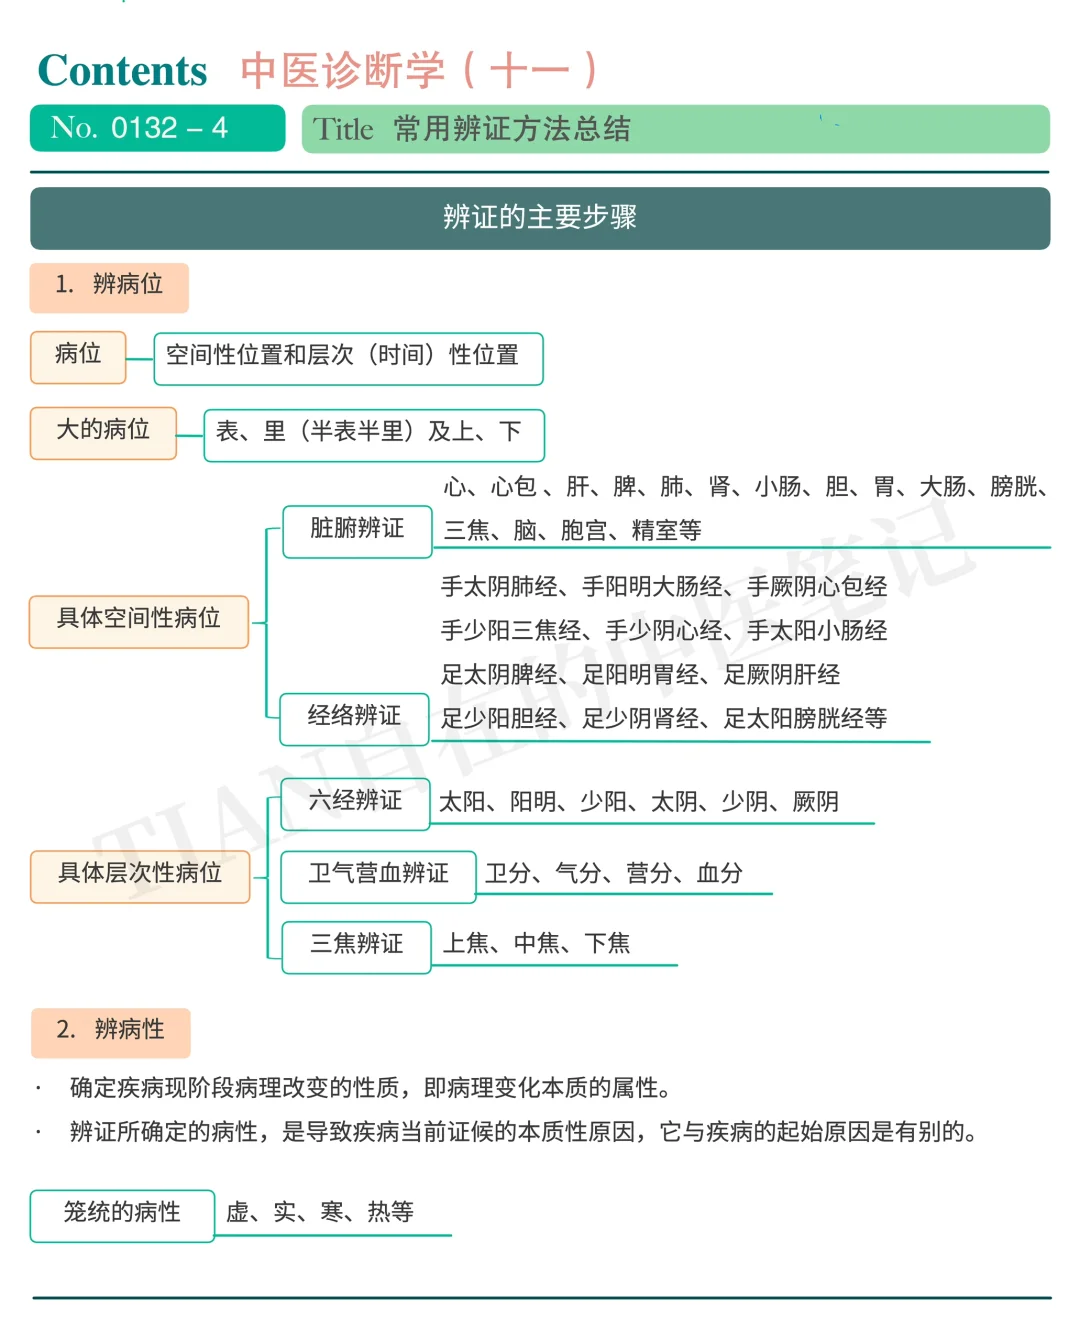 Contents 中医诊断学（十一）
No. 0132 – 4
Title 常用辨证方法总结
辨证的主要步骤
1. 辨病位
病位
空间性位置和层次（时间）性位置
大的病位
表、里（半表半里）及上、下
具体空间性病位
脏腑辨证
心、心包 、肝、脾、肺、肾、小肠、胆、胃、大肠、膀胱、
三焦、脑、胞宫、精室等
经络辨证
手太阴肺经、手阳明大肠经、手厥阴心包经
手少阳三焦经、手少阴心经、手太阳小肠经
足太阴脾经、足阳明胃经、足厥阴肝经
足少阳胆经、足少阴肾经、足太阳膀胱经等
具体层次性病位
六经辨证
太阳、阳明、少阳、太阴、少阴、厥阴
卫气营血辨证
卫分、气分、营分、血分
三焦辨证
上焦、中焦、下焦
2. 辨病性
· 确定疾病现阶段病理改变的性质，即病理变化本质的属性。
· 辨证所确定的病性，是导致疾病当前证候的本质性原因，它与疾病的起始原因是有别的。
笼统的病性
虚、实、寒、热等
TIAN自在的中医笔记